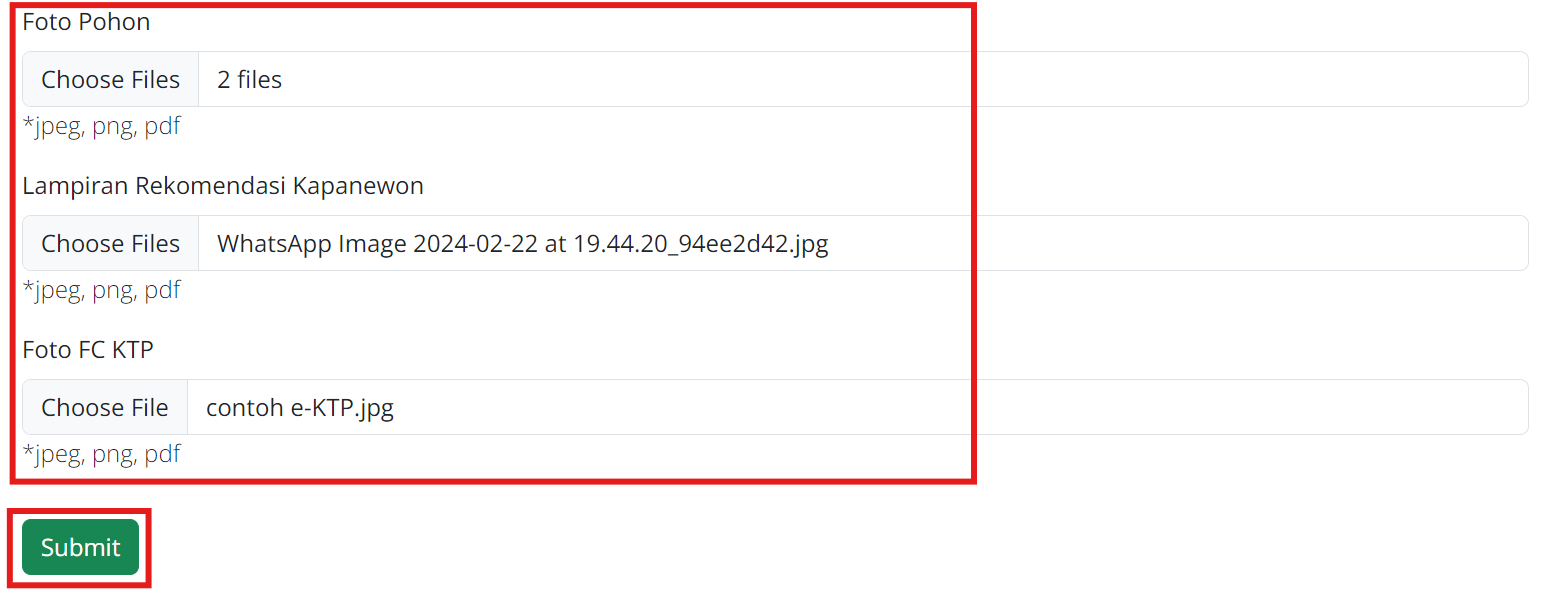 Foto Pohon
Choose Files 2 files
*jpeg, png, pdf
Lampiran Rekomendasi Kapanewon
Choose Files WhatsApp Image 2024-02-22 at 19.44.20_94ee2d42.jpg
*jpeg, png, pdf
Foto FC KTP
Choose File contoh e-KTP.jpg
*jpeg, png, pdf
Submit